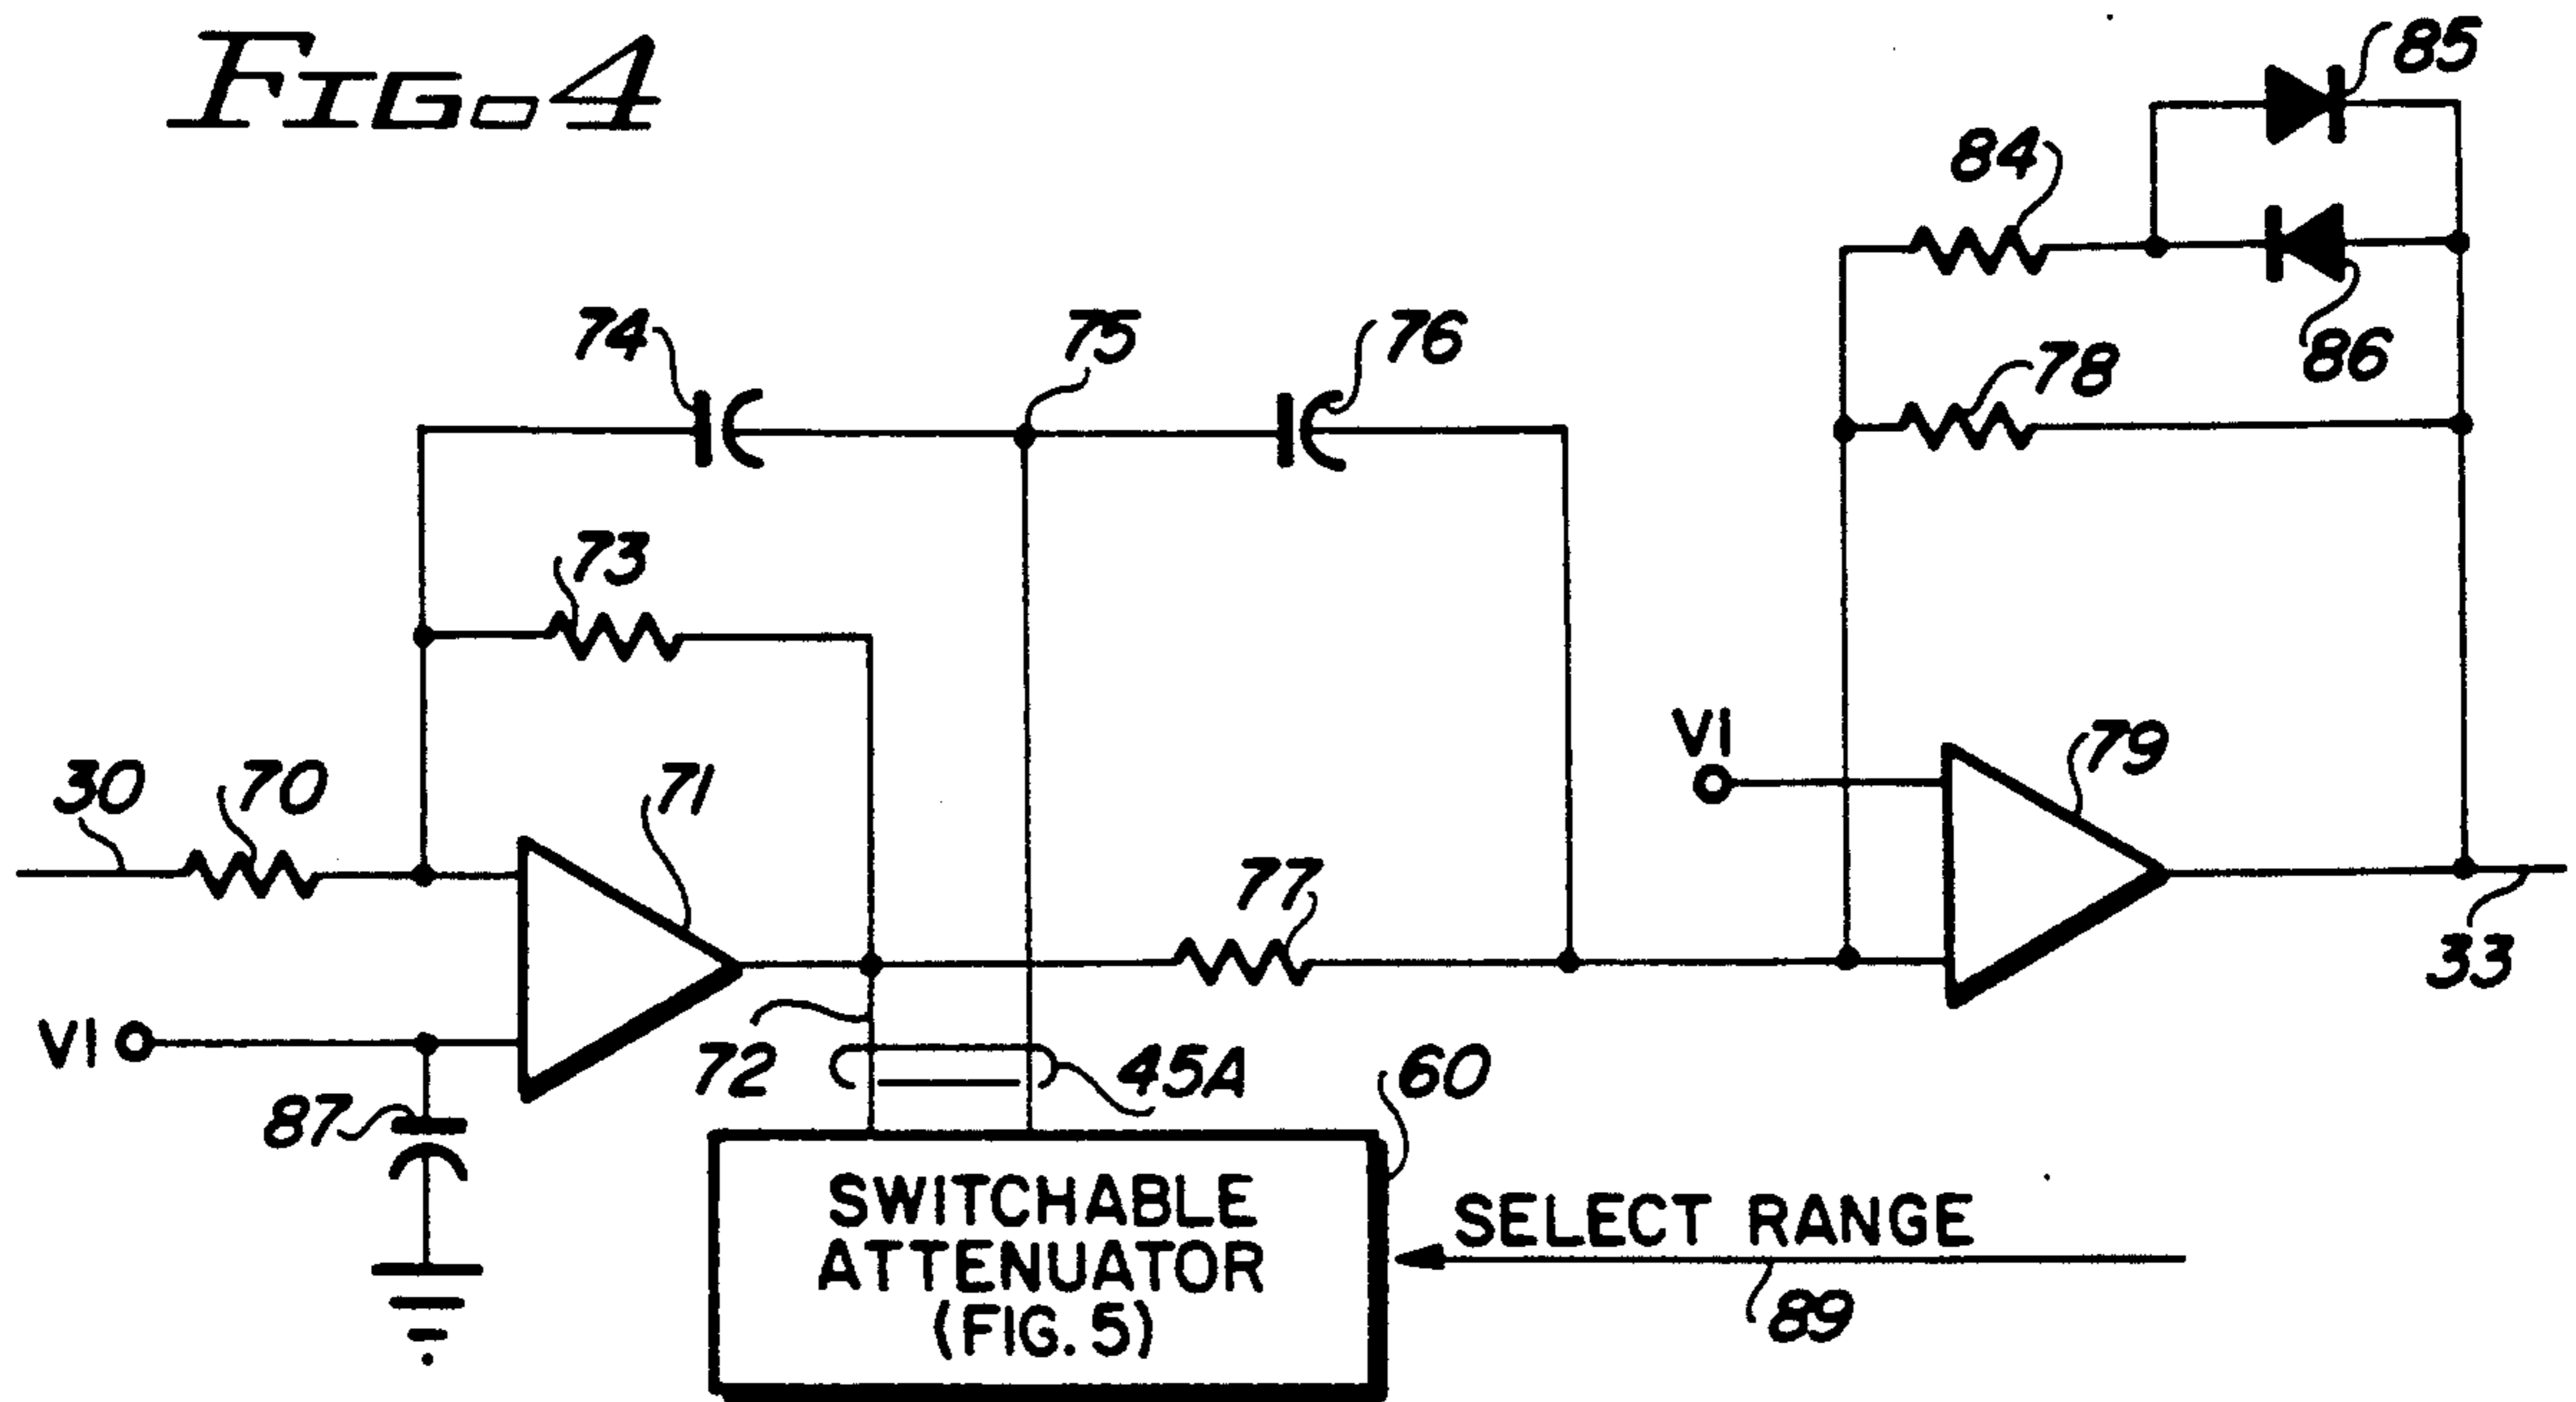 FIG. 4
85
84
86
74
75
76
78
73
V1
79
30
70
71
77
33
V1
72
45A
60
87
SWITCHABLE
ATTENUATOR
(FIG. 5)
SELECT RANGE
89